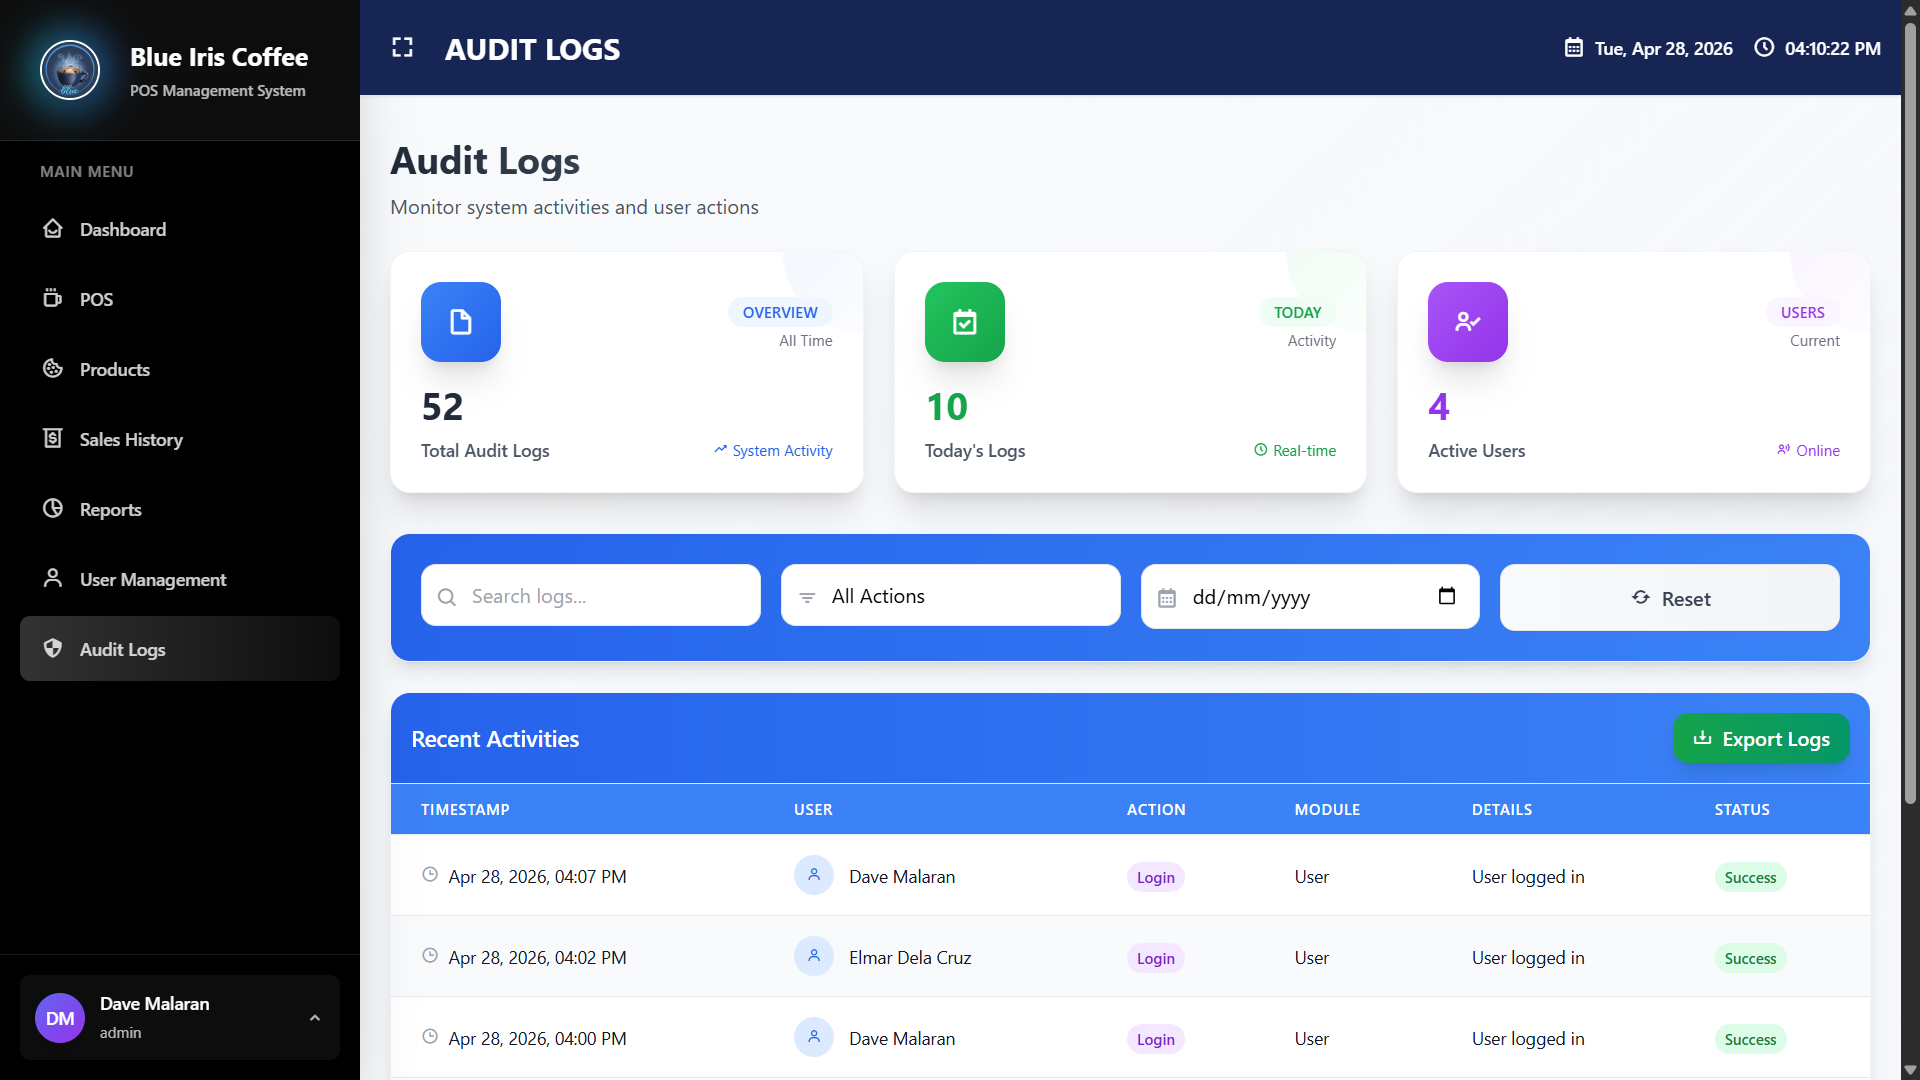 Blue Iris Coffee
POS Management System
MAIN MENU
Dashboard
POS
Products
Sales History
Reports
User Management
Audit Logs
DM
Dave Malaran
admin
AUDIT LOGS
Tue, Apr 28, 2026
04:10:22 PM
Audit Logs
Monitor system activities and user actions
OVERVIEW
All Time
52
Total Audit Logs
System Activity
TODAY
Activity
10
Today's Logs
Real-time
USERS
Current
4
Active Users
Online
Search logs...
All Actions
dd/mm/yyyy
Reset
Recent Activities
Export Logs
TIMESTAMP USER ACTION MODULE DETAILS STATUS
Apr 28, 2026, 04:07 PM Dave Malaran Login User User logged in Success
Apr 28, 2026, 04:02 PM Elmar Dela Cruz Login User User logged in Success
Apr 28, 2026, 04:00 PM Dave Malaran Login User User logged in Success